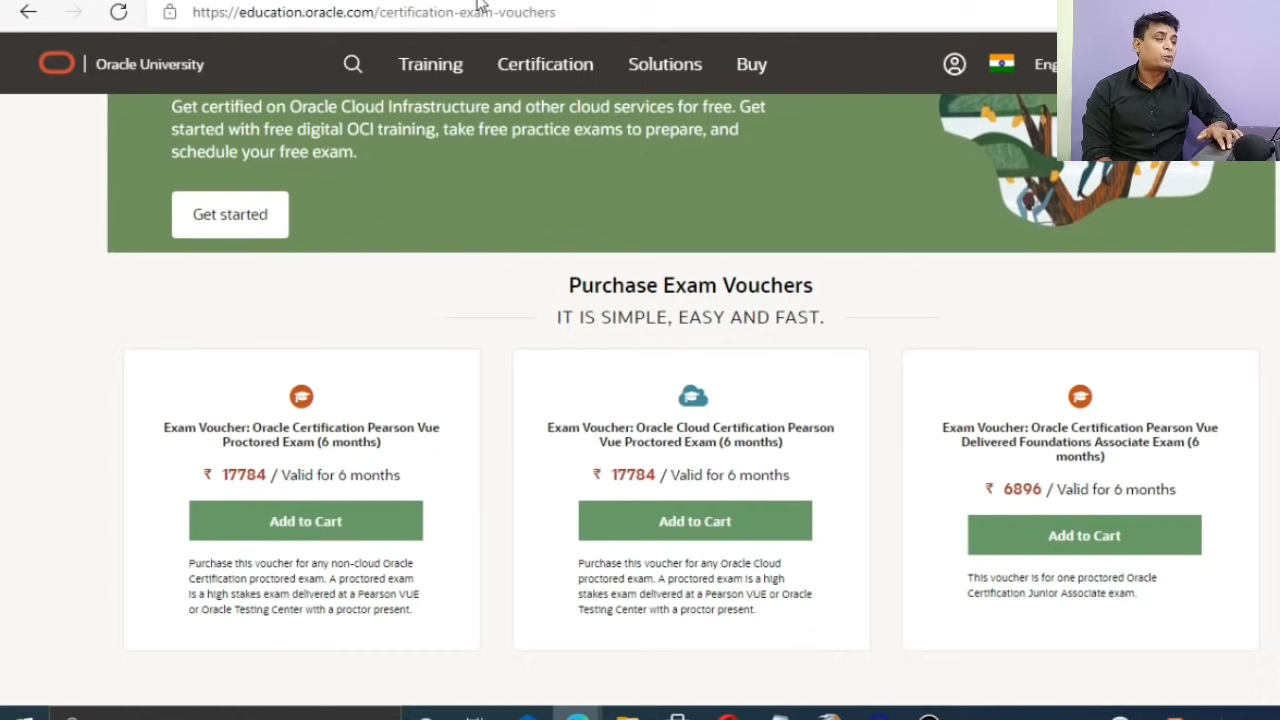 https://education.oracle.com/certification-exam-vouchers
Oracle University
Training
Certification
Solutions
Buy
Eng
Get certified on Oracle Cloud Infrastructure and other cloud services for free. Get
started with free digital OCI training, take free practice exams to prepare, and
schedule your free exam.
Get started
Purchase Exam Vouchers
IT IS SIMPLE, EASY AND FAST.
Exam Voucher: Oracle Certification Pearson Vue
Proctored Exam (6 months)
₹ 17784 / Valid for 6 months
Add to Cart
Purchase this voucher for any non-cloud Oracle
Certification proctored exam. A proctored exam
is a high stakes exam delivered at a Pearson VUE
or Oracle Testing Center with a proctor present.
Exam Voucher: Oracle Cloud Certification Pearson
Vue Proctored Exam (6 months)
₹ 17784 / Valid for 6 months
Add to Cart
Purchase this voucher for any Oracle Cloud
proctored exam. A proctored exam is a high
stakes exam delivered at a Pearson VUE or Oracle
Testing Center with a proctor present.
Exam Voucher: Oracle Certification Pearson Vue
Delivered Foundations Associate Exam (6
months)
₹ 6896 / Valid for 6 months
Add to Cart
This voucher is for one proctored Oracle
Certification Junior Associate exam.